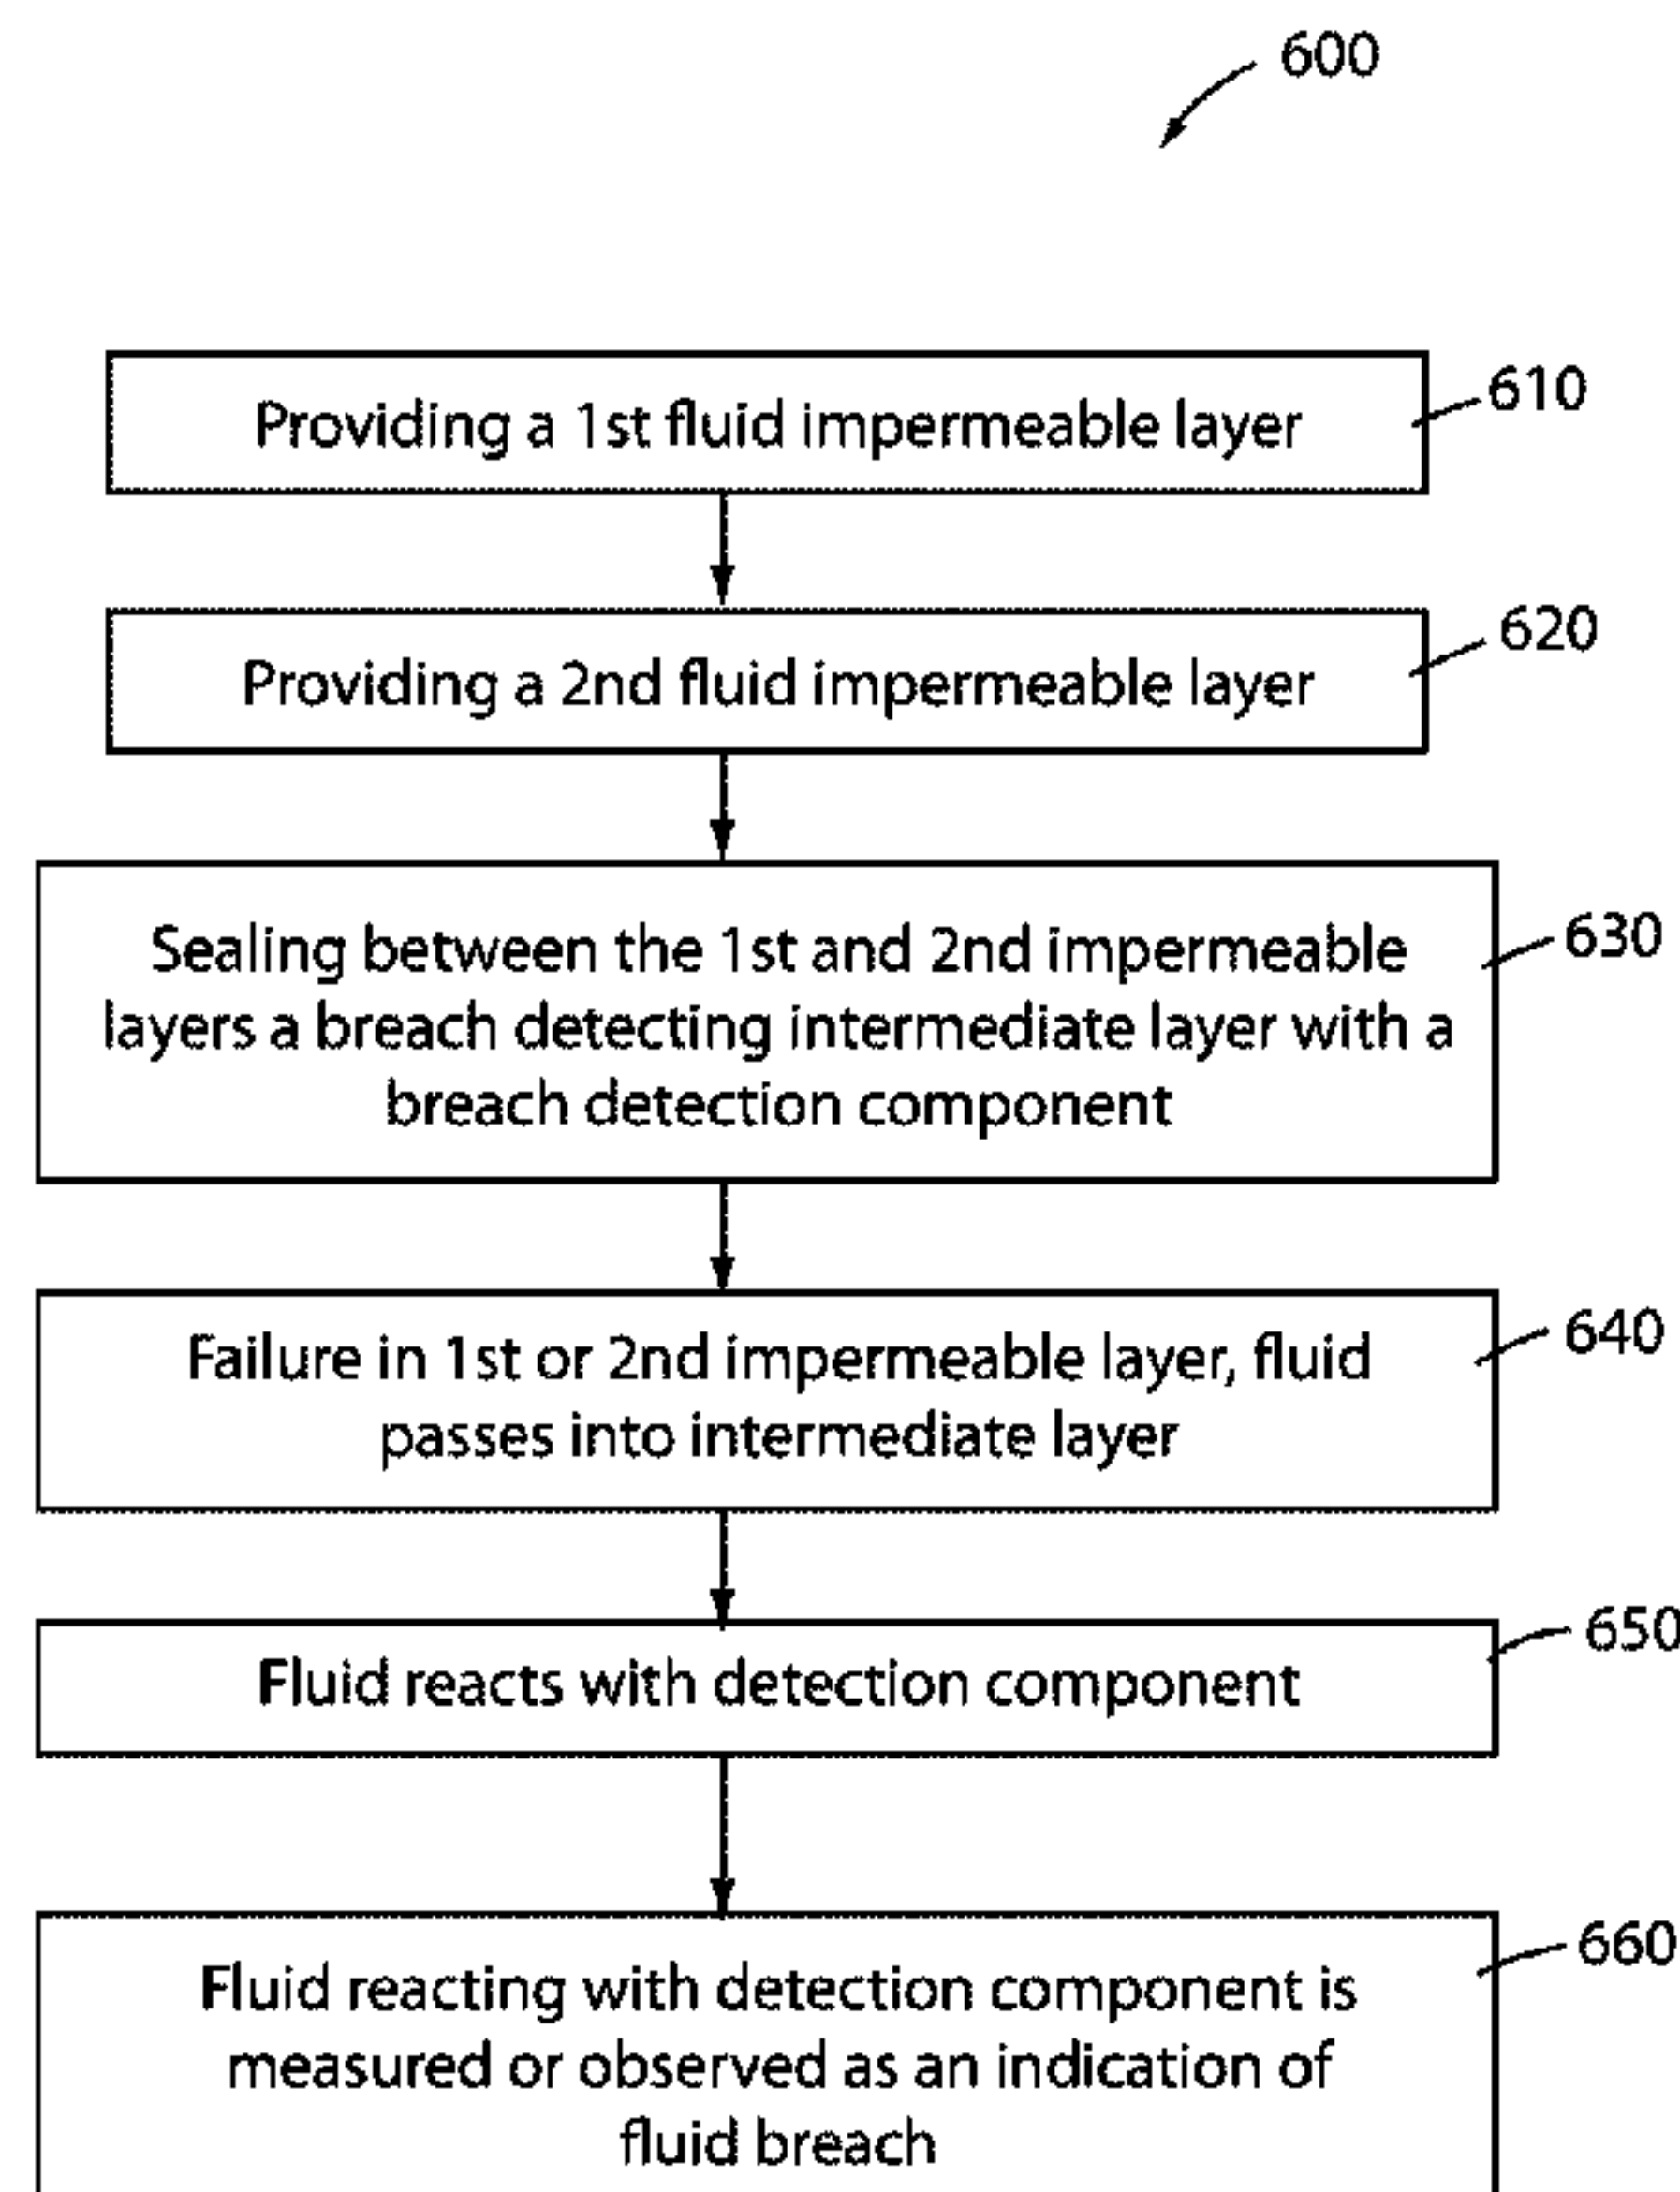 600
Providing a 1st fluid impermeable layer
610
Providing a 2nd fluid impermeable layer
620
Sealing between the 1st and 2nd impermeable
layers a breach detecting intermediate layer with a
breach detection component
630
Failure in 1st or 2nd impermeable layer, fluid
passes into intermediate layer
640
Fluid reacts with detection component
650
Fluid reacting with detection component is
measured or observed as an indication of
fluid breach
660